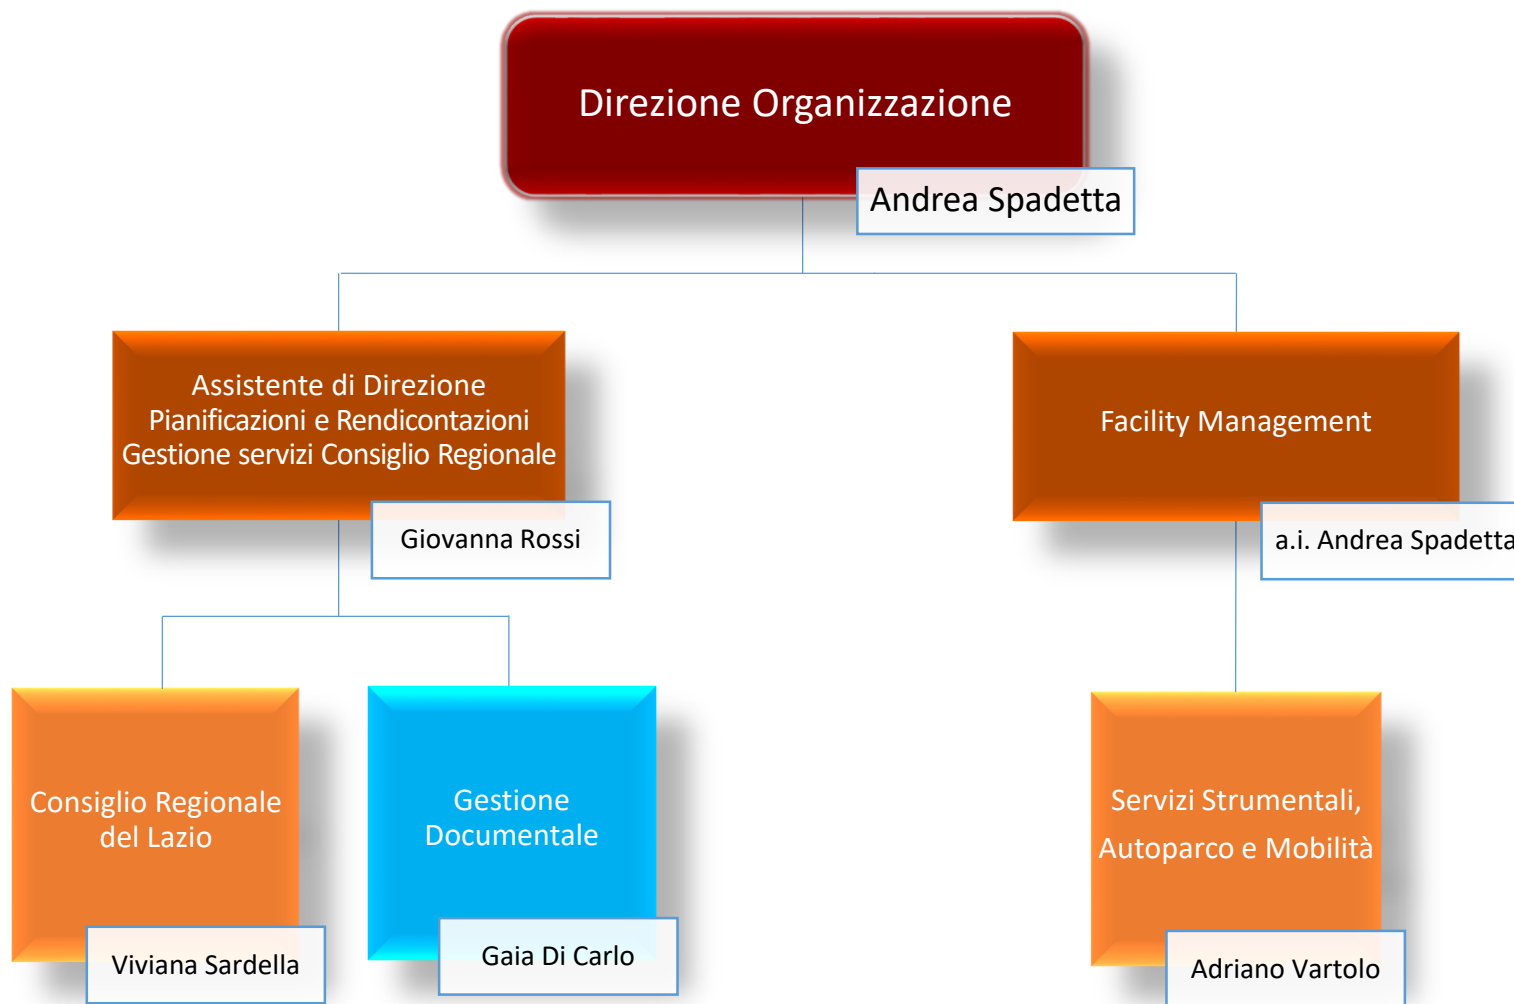 Direzione Organizzazione
Andrea Spadetta
Assistente di Direzione
Pianificazioni e Rendicontazioni
Gestione servizi Consiglio Regionale
Giovanna Rossi
Facility Management
a.i. Andrea Spadetta
Consiglio Regionale
del Lazio
Viviana Sardella
Gestione
Documentale
Gaia Di Carlo
Servizi Strumentali,
Autoparco e Mobilità
Adriano Vartolo